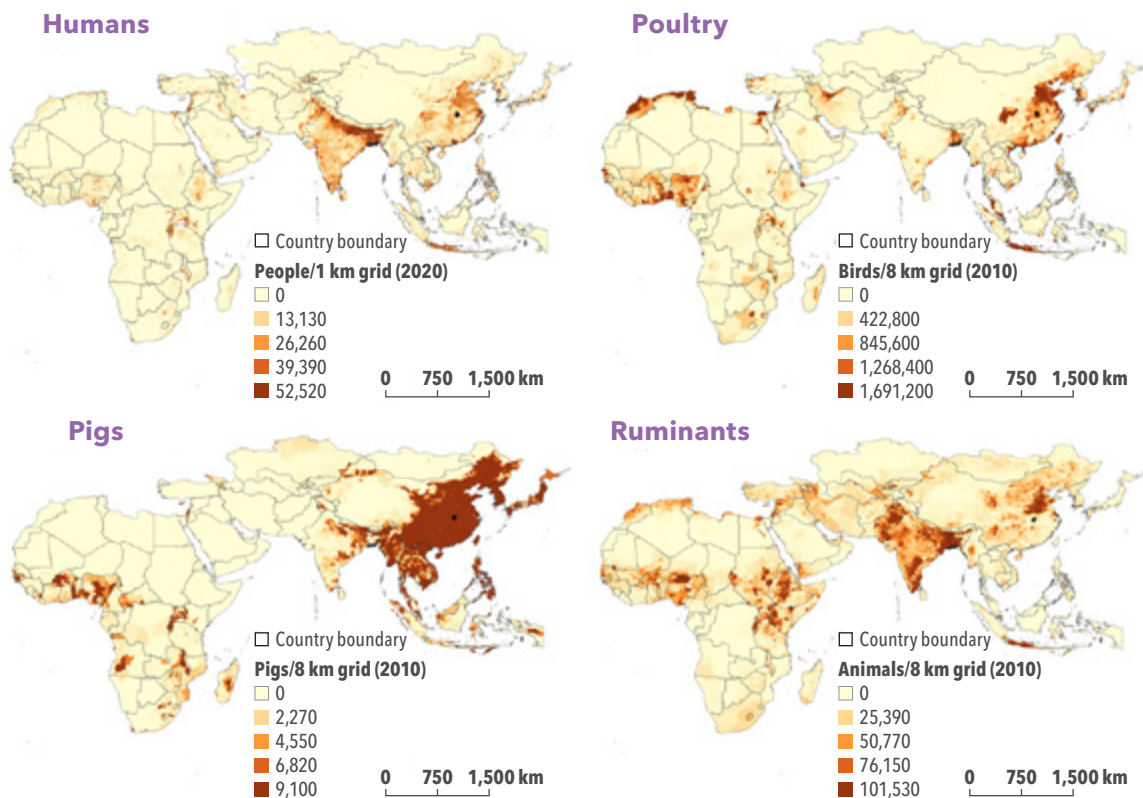 Humans
Country boundary
People/1 km grid (2020)
0
13,130
26,260
39,390
52,520
0 750 1,500 km
Poultry
Country boundary
Birds/8 km grid (2010)
0
422,800
845,600
1,268,400
1,691,200
0 750 1,500 km
Pigs
Country boundary
Pigs/8 km grid (2010)
0
2,270
4,550
6,820
9,100
0 750 1,500 km
Ruminants
Country boundary
Animals/8 km grid (2010)
0
25,390
50,770
76,150
101,530
0 750 1,500 km